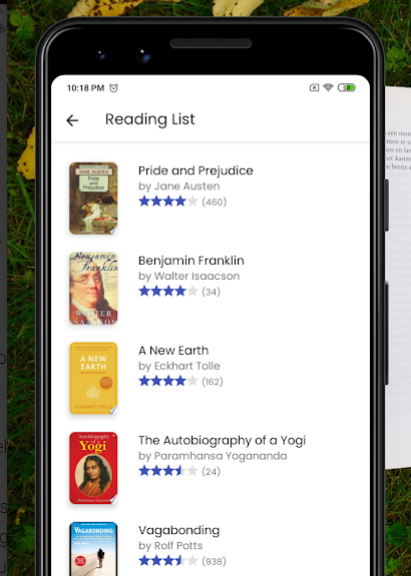 10:18 PM
Reading List
JANE AUSTEN
Pride
and
Prejudice
Pride and Prejudice
by Jane Austen
(460)
Benjamin
Franklin
WALTER
ISAACSON
Benjamin Franklin
by Walter Isaacson
(34)
A NEW
EARTH
ECKHART TOLLE
A New Earth
by Eckhart Tolle
(162)
Autobiography
of a
Yogi
Paramhansa Yogananda
The Autobiography of a Yogi
by Paramhansa Yogananda
(24)
VAGABONDING
Vagabonding
by Rolf Potts
(938)